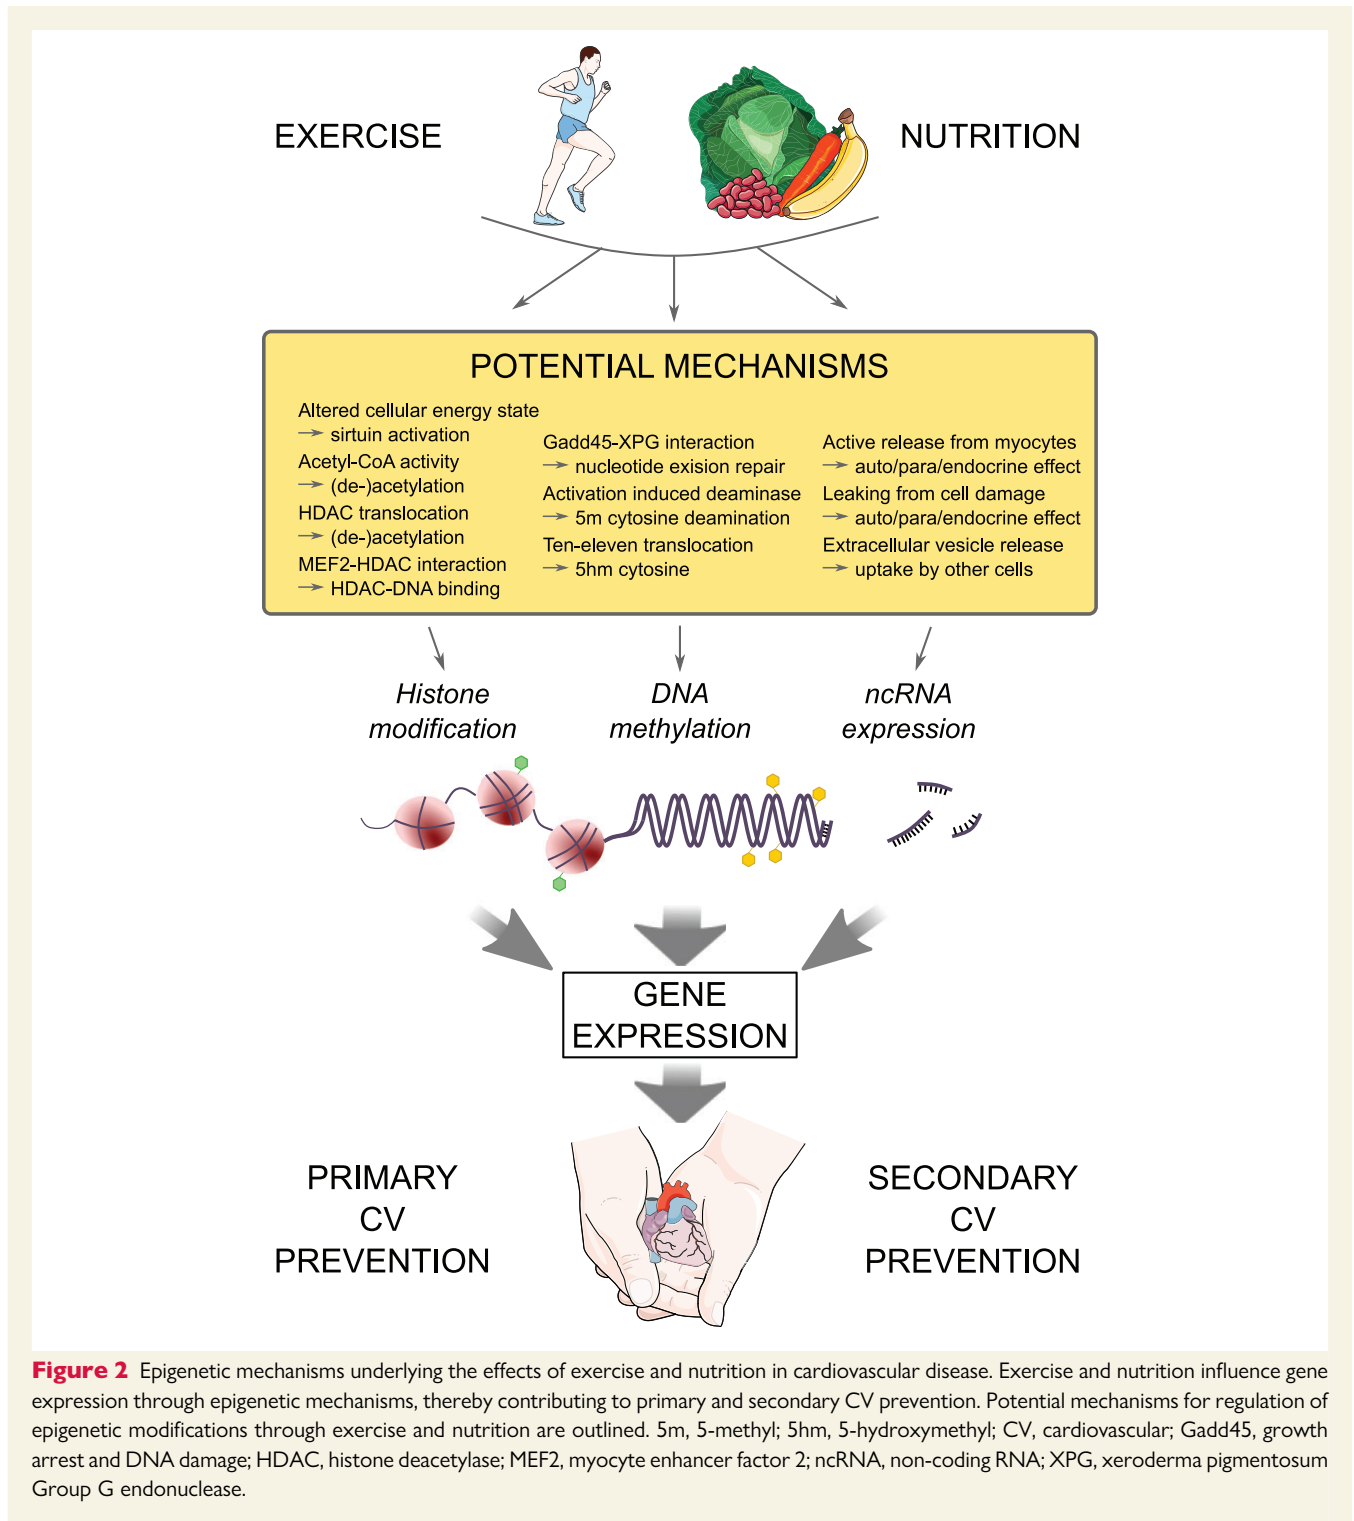 EXERCISE
NUTRITION
POTENTIAL MECHANISMS
Altered cellular energy state
→ sirtuin activation
Acetyl-CoA activity
→ (de-)acetylation
HDAC translocation
→ (de-)acetylation
MEF2-HDAC interaction
→ HDAC-DNA binding
Gadd45-XPG interaction
→ nucleotide exision repair
Activation induced deaminase
→ 5m cytosine deamination
Ten-eleven translocation
→ 5hm cytosine
Active release from myocytes
→ auto/para/endocrine effect
Leaking from cell damage
→ auto/para/endocrine effect
Extracellular vesicle release
→ uptake by other cells
Histone
modification
DNA
methylation
ncRNA
expression
GENE
EXPRESSION
PRIMARY
CV
PREVENTION
SECONDARY
CV
PREVENTION
Figure 2 Epigenetic mechanisms underlying the effects of exercise and nutrition in cardiovascular disease. Exercise and nutrition influence gene
expression through epigenetic mechanisms, thereby contributing to primary and secondary CV prevention. Potential mechanisms for regulation of
epigenetic modifications through exercise and nutrition are outlined. 5m, 5-methyl; 5hm, 5-hydroxymethyl; CV, cardiovascular; Gadd45, growth
arrest and DNA damage; HDAC, histone deacetylase; MEF2, myocyte enhancer factor 2; ncRNA, non-coding RNA; XPG, xeroderma pigmentosum
Group G endonuclease.